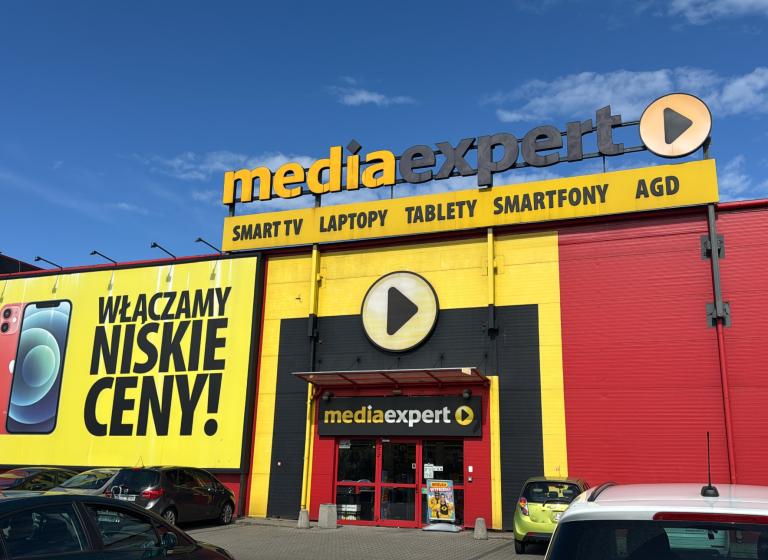 mediaexpert
SMART TV LAPTOPY TABLETY SMARTFONY AGD
WŁĄCZAMY
NISKIE
CENY!
mediaexpert